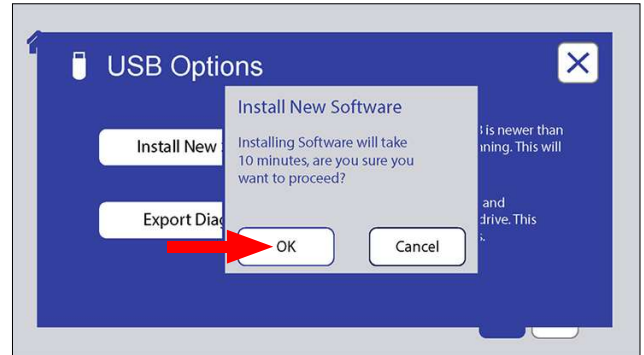 USB Options
Install New Software
Installing Software will take
10 minutes, are you sure you
want to proceed?
OK
Cancel
Install New
is newer than
nning. This will
Export Diag
and
drive. This